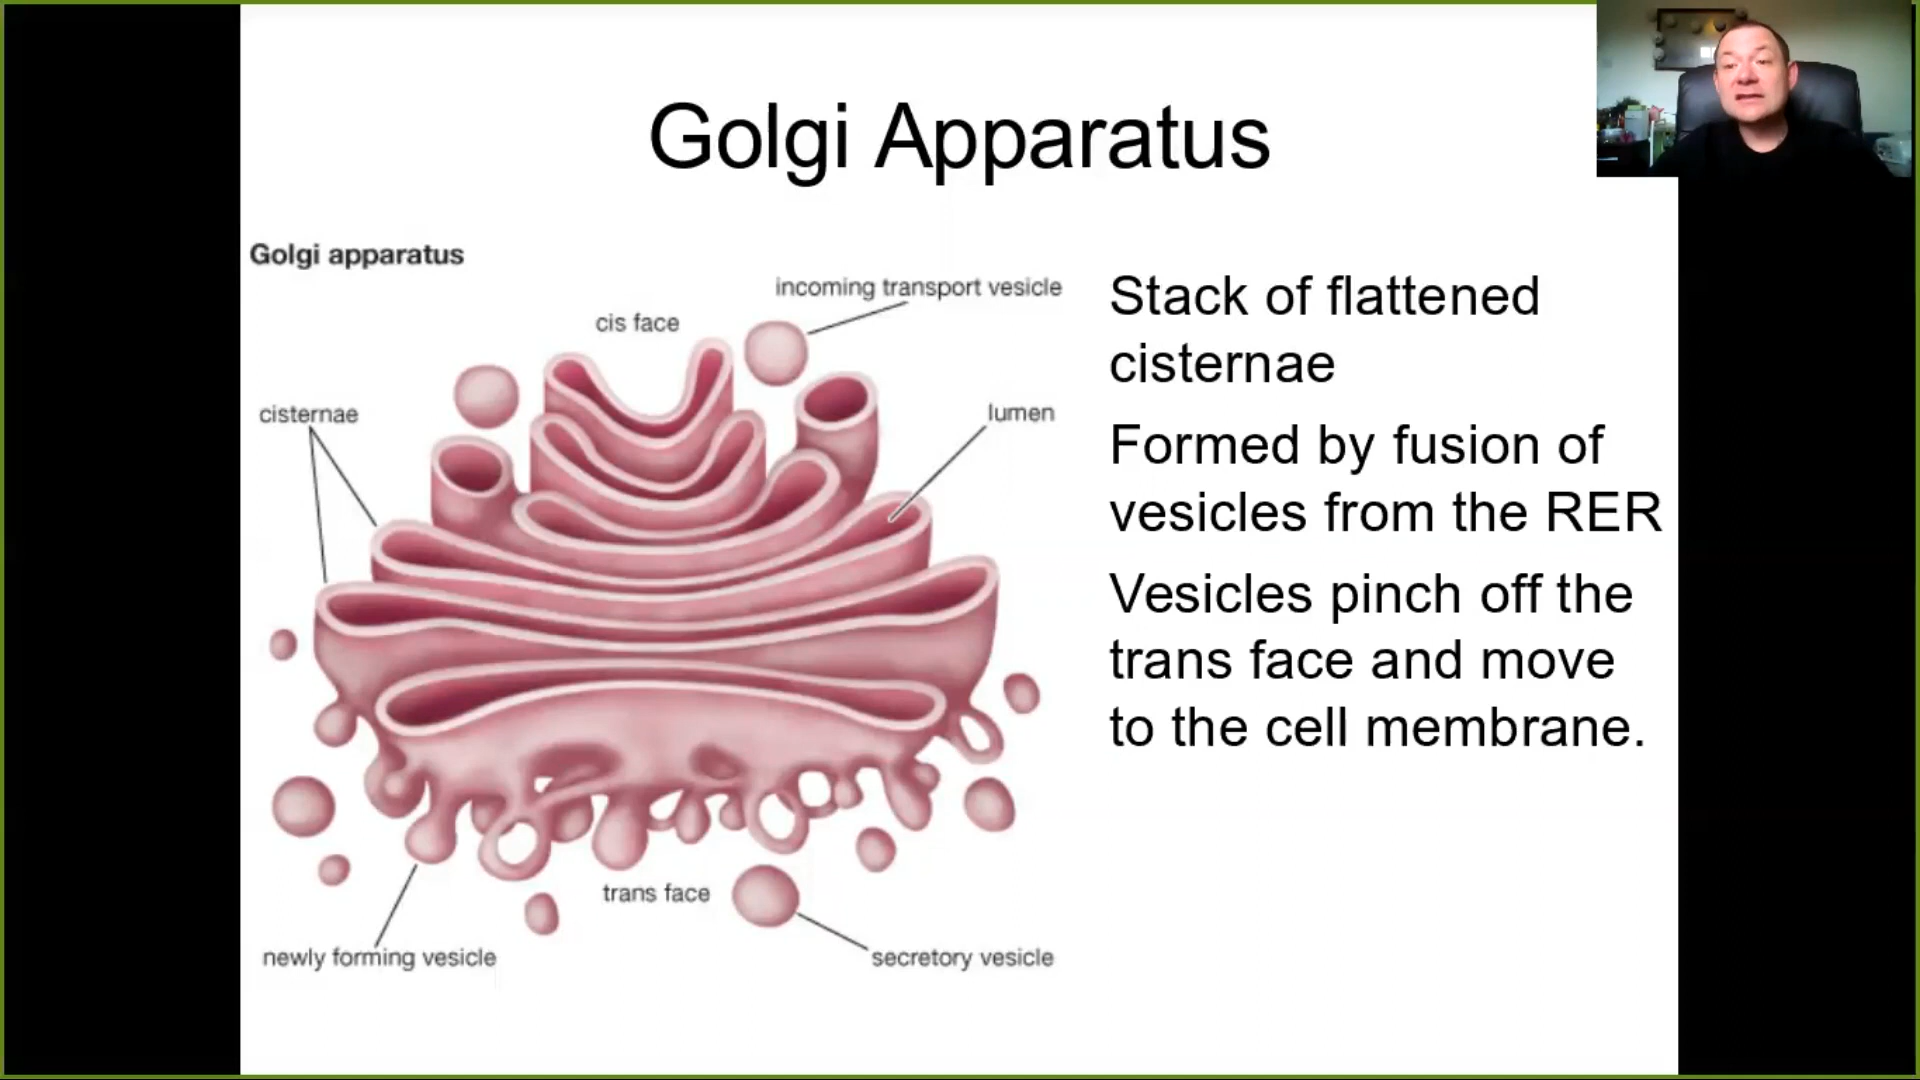 Golgi Apparatus
Golgi apparatus
incoming transport vesicle
cis face
cisternae
lumen
trans face
newly forming vesicle
secretory vesicle
Stack of flattened
cisternae
Formed by fusion of
vesicles from the RER
Vesicles pinch off the
trans face and move
to the cell membrane.